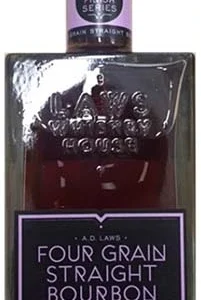 SERIES
GRAIN STRAIGHT B
LAWS
WHISKEY
HOUSE
A.D. LAWS
FOUR GRAIN
STRAIGHT
BOURBON